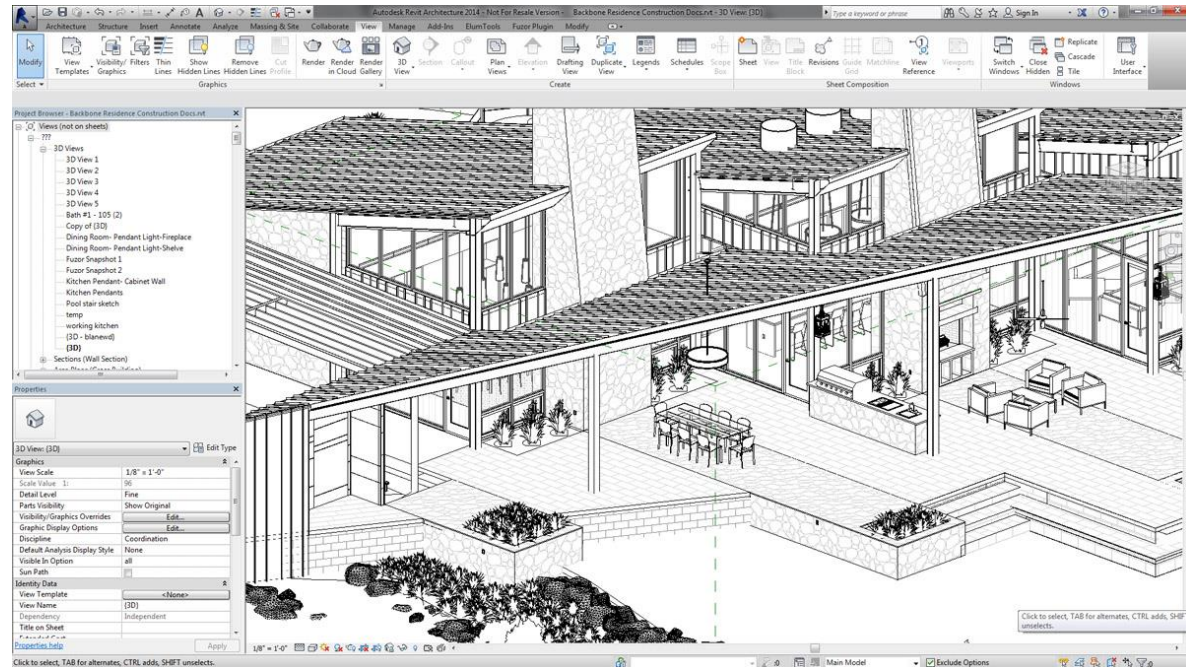 Autodesk Revit Architecture 2014 - Not For Resale Version - Backbone Residence Construction Docs.rvt - 3D View: {3D}
Type a keyword or phrase
Sign In
Architecture Structure Insert Annotate Analyze Massing & Site Collaborate View Manage Add-Ins ElumTools Fuzor Plugin Modify
Modify
View Templates
Visibility/ Graphics
Filters
Thin Lines
Show Hidden Lines
Remove Hidden Lines
Cut Profile
Render
Render in Cloud
Render Gallery
3D View
Section
Callout
Plan Views
Elevation
Drafting View
Duplicate View
Legends
Schedules
Scope Box
Sheet
View
Title Block
Revisions
Guide Grid
Matchline
View Reference
Viewports
Switch Windows
Close Hidden
Replicate
Cascade
Tile
User Interface
Select
Graphics
Create
Sheet Composition
Windows
Project Browser - Backbone Residence Construction Docs.rvt
Views (not on sheets)
???
3D Views
3D View 1
3D View 2
3D View 3
3D View 4
3D View 5
Bath #1 - 105 (2)
Copy of {3D}
Dining Room- Pendant Light-Fireplace
Dining Room- Pendant Light-Shelve
Fuzor Snapshot 1
Fuzor Snapshot 2
Kitchen Pendant- Cabinet Wall
Kitchen Pendants
Pool stair sketch
temp
working kitchen
{3D - blanewd}
{3D}
Sections (Wall Section)
Properties
3D View: {3D}
Edit Type
Graphics
View Scale 1/8" = 1'-0"
Scale Value 1: 96
Detail Level Fine
Parts Visibility Show Original
Visibility/Graphics Overrides Edit...
Graphic Display Options Edit...
Discipline Coordination
Default Analysis Display Style None
Visible In Option all
Sun Path
Identity Data
View Template <None>
View Name {3D}
Dependency Independent
Title on Sheet
Properties help
Apply
1/8" = 1'-0"
Click to select, TAB for alternates, CTRL adds, SHIF
unselects.
Click to select, TAB for alternates, CTRL adds, SHIFT unselects.
:0
Main Model
Exclude Options
:0